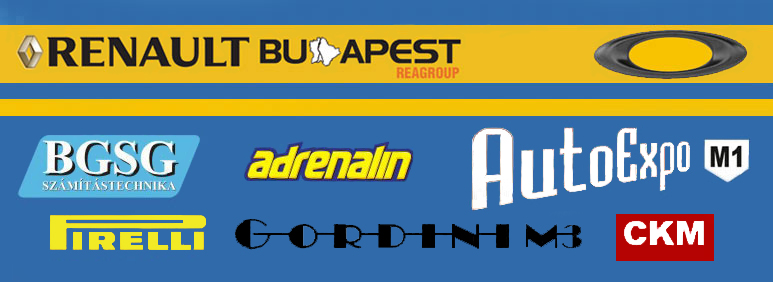 RENAULT BUDAPEST
REAGROUP
BGSG
SZÁMÍTÁSTECHNIKA
adrenalin
AutoExpo M1
PIRELLI
GORDINI M3
CKM